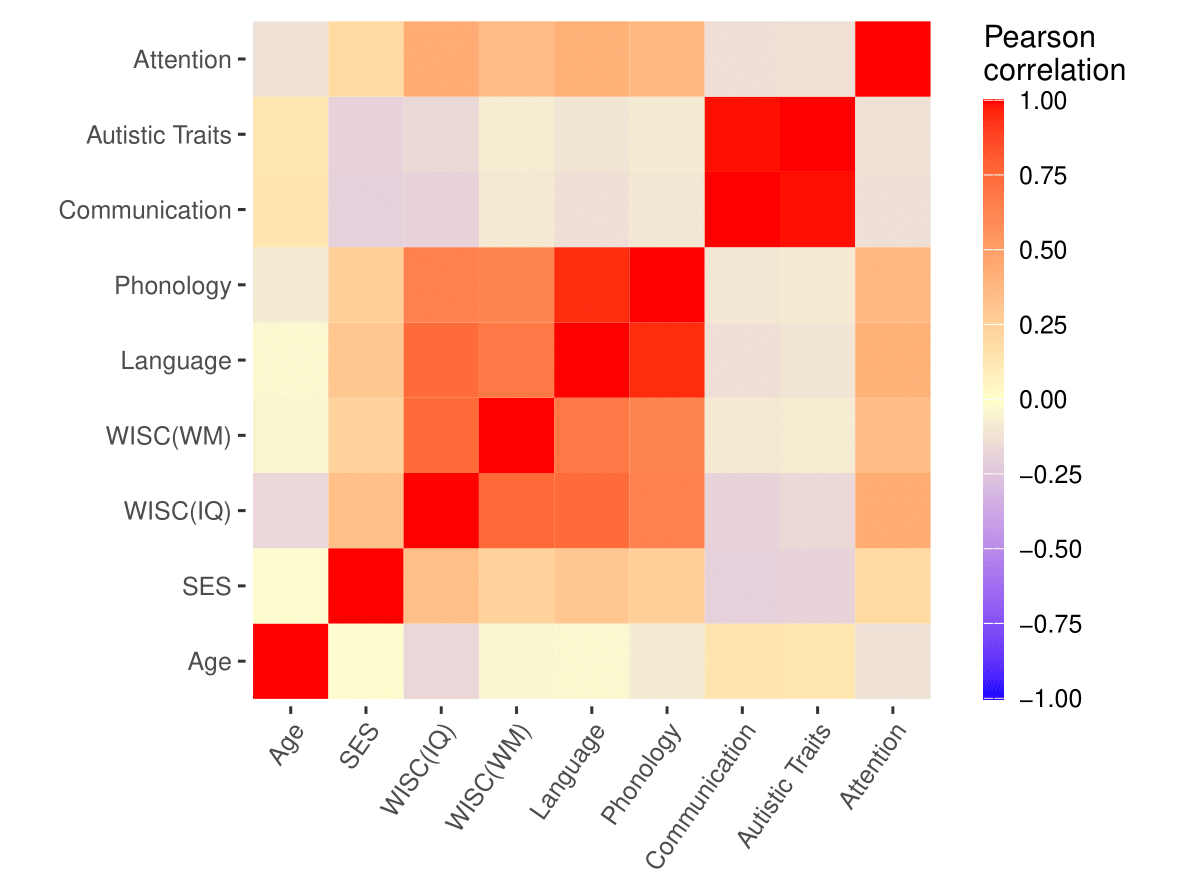 Pearson
correlation
Attention
Autistic Traits
Communication
Phonology
Language
WISC(WM)
WISC(IQ)
SES
Age
1.00
0.75
0.50
0.25
0.00
−0.25
−0.50
−0.75
−1.00
Age
SES
WISC(IQ)
WISC(WM)
Language
Phonology
Communication
Autistic Traits
Attention